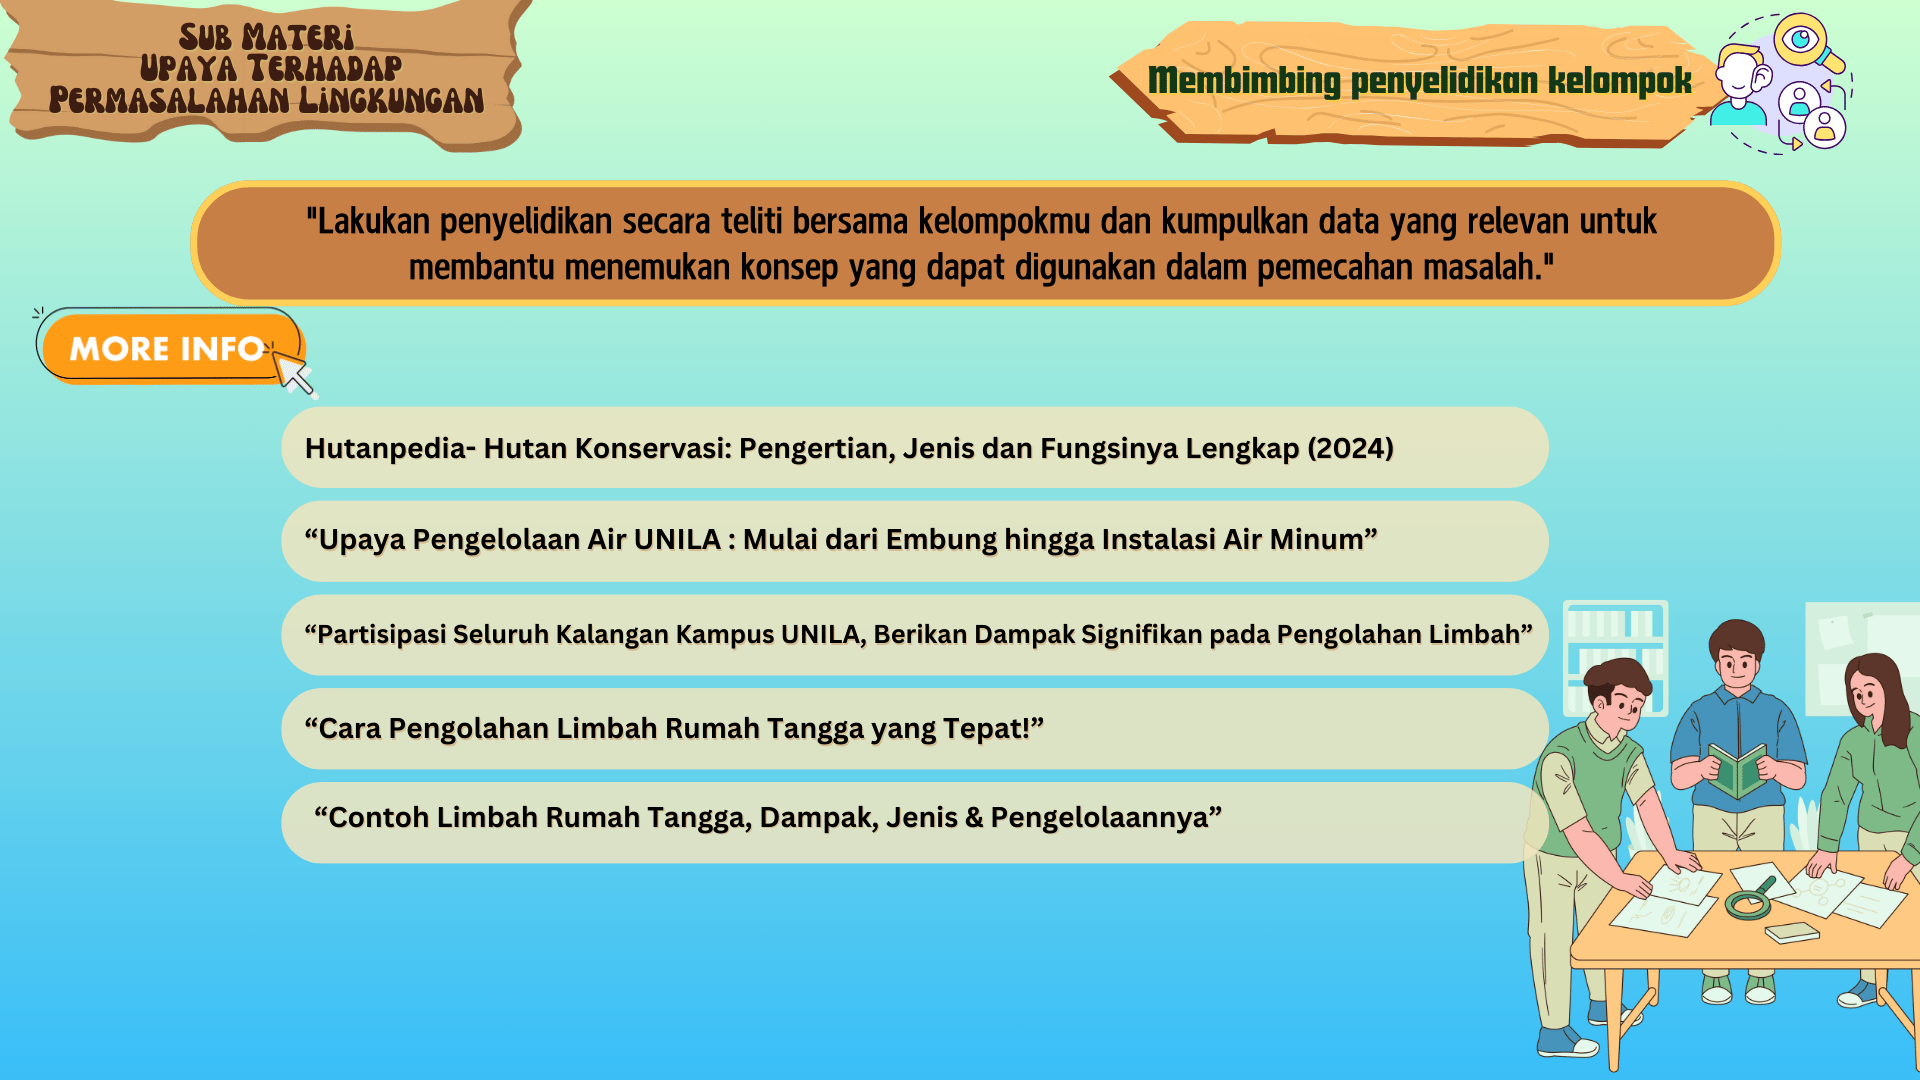 Sub Materi
Upaya Terhadap
Permasalahan Lingkungan
Membimbing penyelidikan kelompok
"Lakukan penyelidikan secara teliti bersama kelompokmu dan kumpulkan data yang relevan untuk
membantu menemukan konsep yang dapat digunakan dalam pemecahan masalah."
MORE INFO
Hutanpedia- Hutan Konservasi: Pengertian, Jenis dan Fungsinya Lengkap (2024)
“Upaya Pengelolaan Air UNILA : Mulai dari Embung hingga Instalasi Air Minum”
“Partisipasi Seluruh Kalangan Kampus UNILA, Berikan Dampak Signifikan pada Pengolahan Limbah”
“Cara Pengolahan Limbah Rumah Tangga yang Tepat!”
“Contoh Limbah Rumah Tangga, Dampak, Jenis & Pengelolaannya”